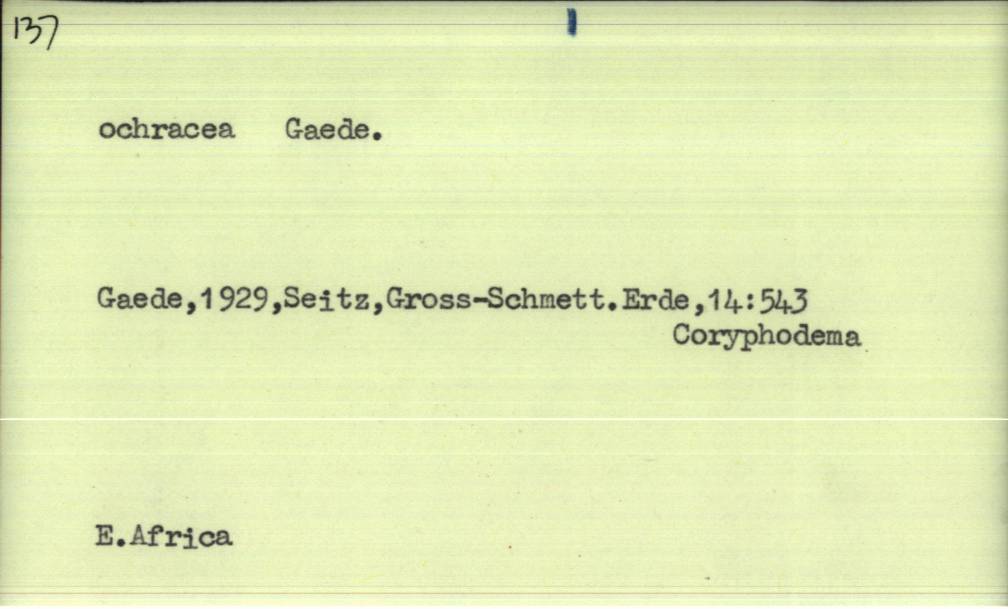 137
ochracea Gaede.
Gaede,1929,Seitz,Gross-Schmett.Erde,14:543
Coryphodema
E.Africa